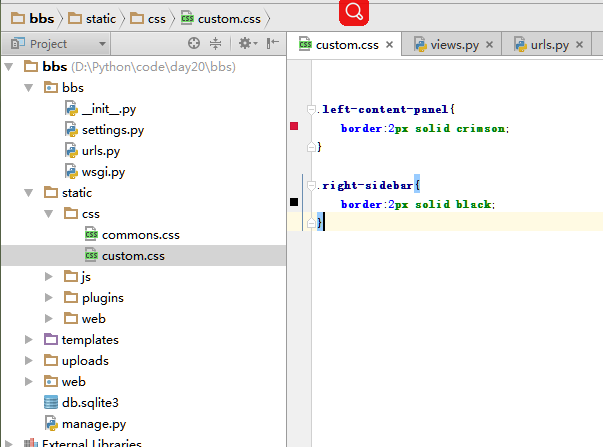 bbs static css custom.css
Project
custom.css views.py urls.py
bbs (D:\Python\code\day20\bbs)
bbs
__init__.py
settings.py
urls.py
wsgi.py
static
css
commons.css
custom.css
js
plugins
web
templates
uploads
web
db.sqlite3
manage.py
External Libraries
.left-content-panel{
border:2px solid crimson;
}
.right-sidebar{
border:2px solid black;
}